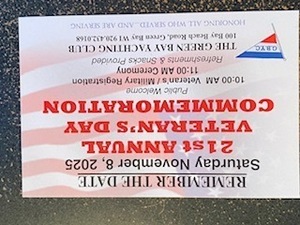 REMEMBER THE DATE
Saturday November 8, 2025
21st ANNUAL
VETERAN'S DAY
COMMEMORATION
Public Welcome
10:00 AM Veteran's / Military Registration
11:00 AM Ceremony
Refreshments & Snacks Provided
THE GREEN BAY YACHTING CLUB
100 Bay Beach Road, Green Bay WI 920-432-0168
HONORING ALL WHO SERVED...AND ARE SERVING
G.B.Y.C.